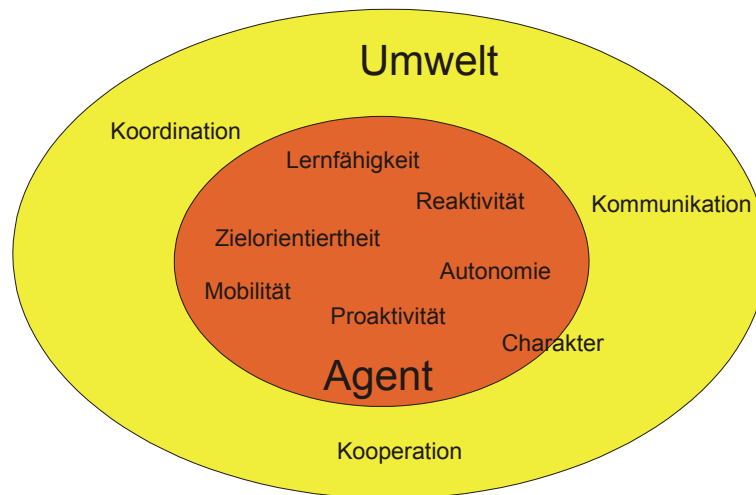 Umwelt
Koordination
Lernfähigkeit
Reaktivität
Kommunikation
Zielorientiertheit
Autonomie
Mobilität
Proaktivität
Charakter
Agent
Kooperation